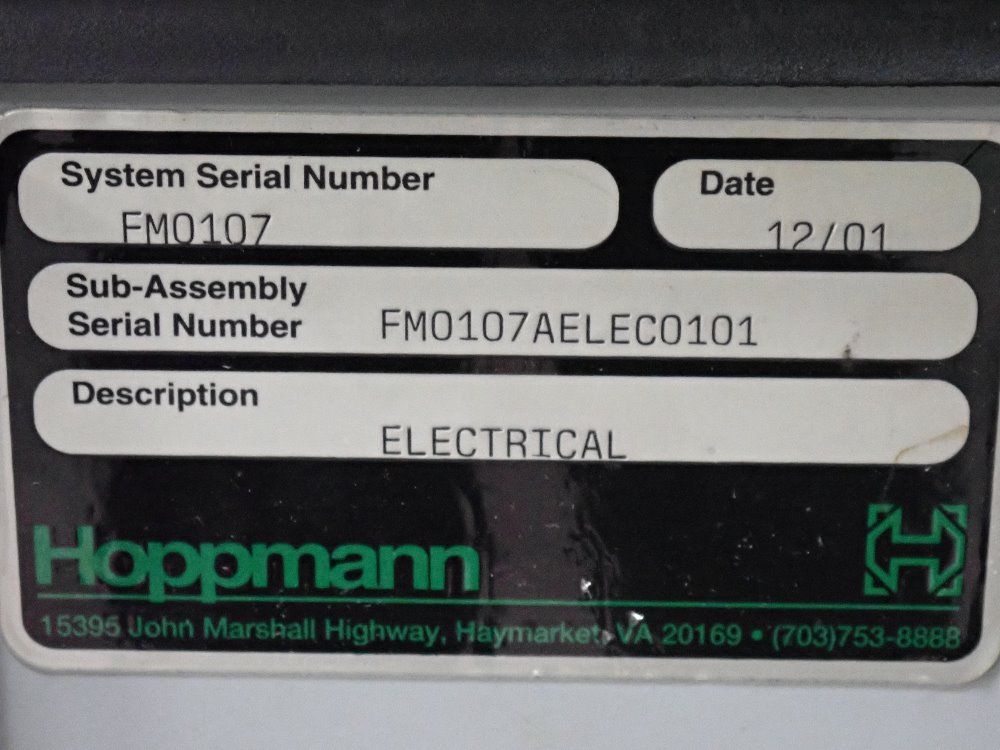 System Serial Number
FM0107
Date
12/01
Sub-Assembly
Serial Number FM0107AELEC0101
Description
ELECTRICAL
Hoppmann
H
15395 John Marshall Highway, Haymarket, VA 20169 • (703)753-8888